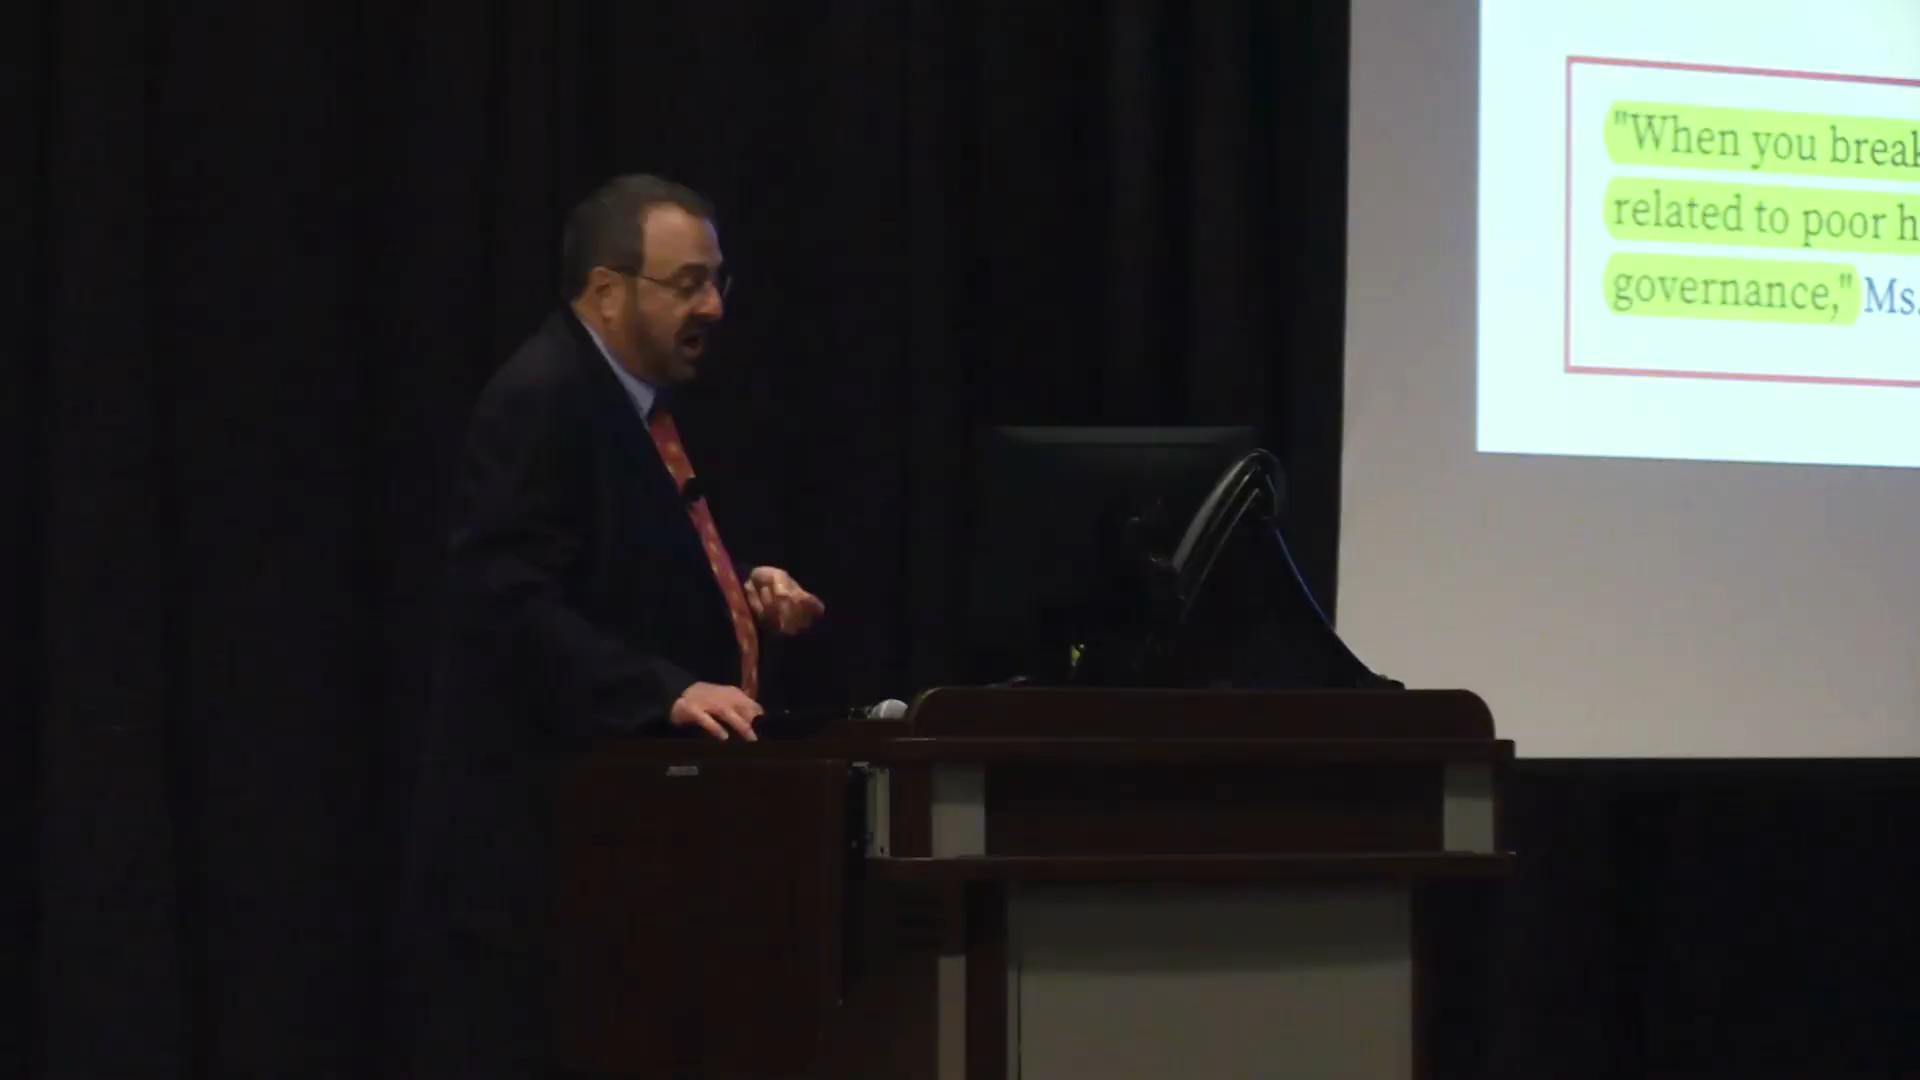 "When you break
related to poor h
governance," Ms.